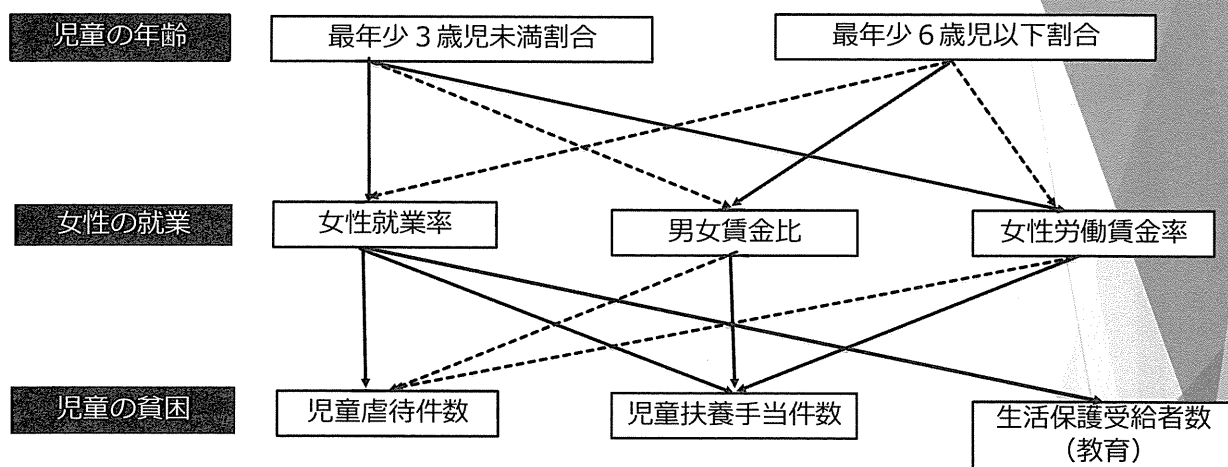 児童の年齢
最年少３歳児未満割合
最年少６歳児以下割合
女性の就業
女性就業率
男女賃金比
女性労働賃金率
児童の貧困
児童虐待件数
児童扶養手当件数
生活保護受給者数
（教育）